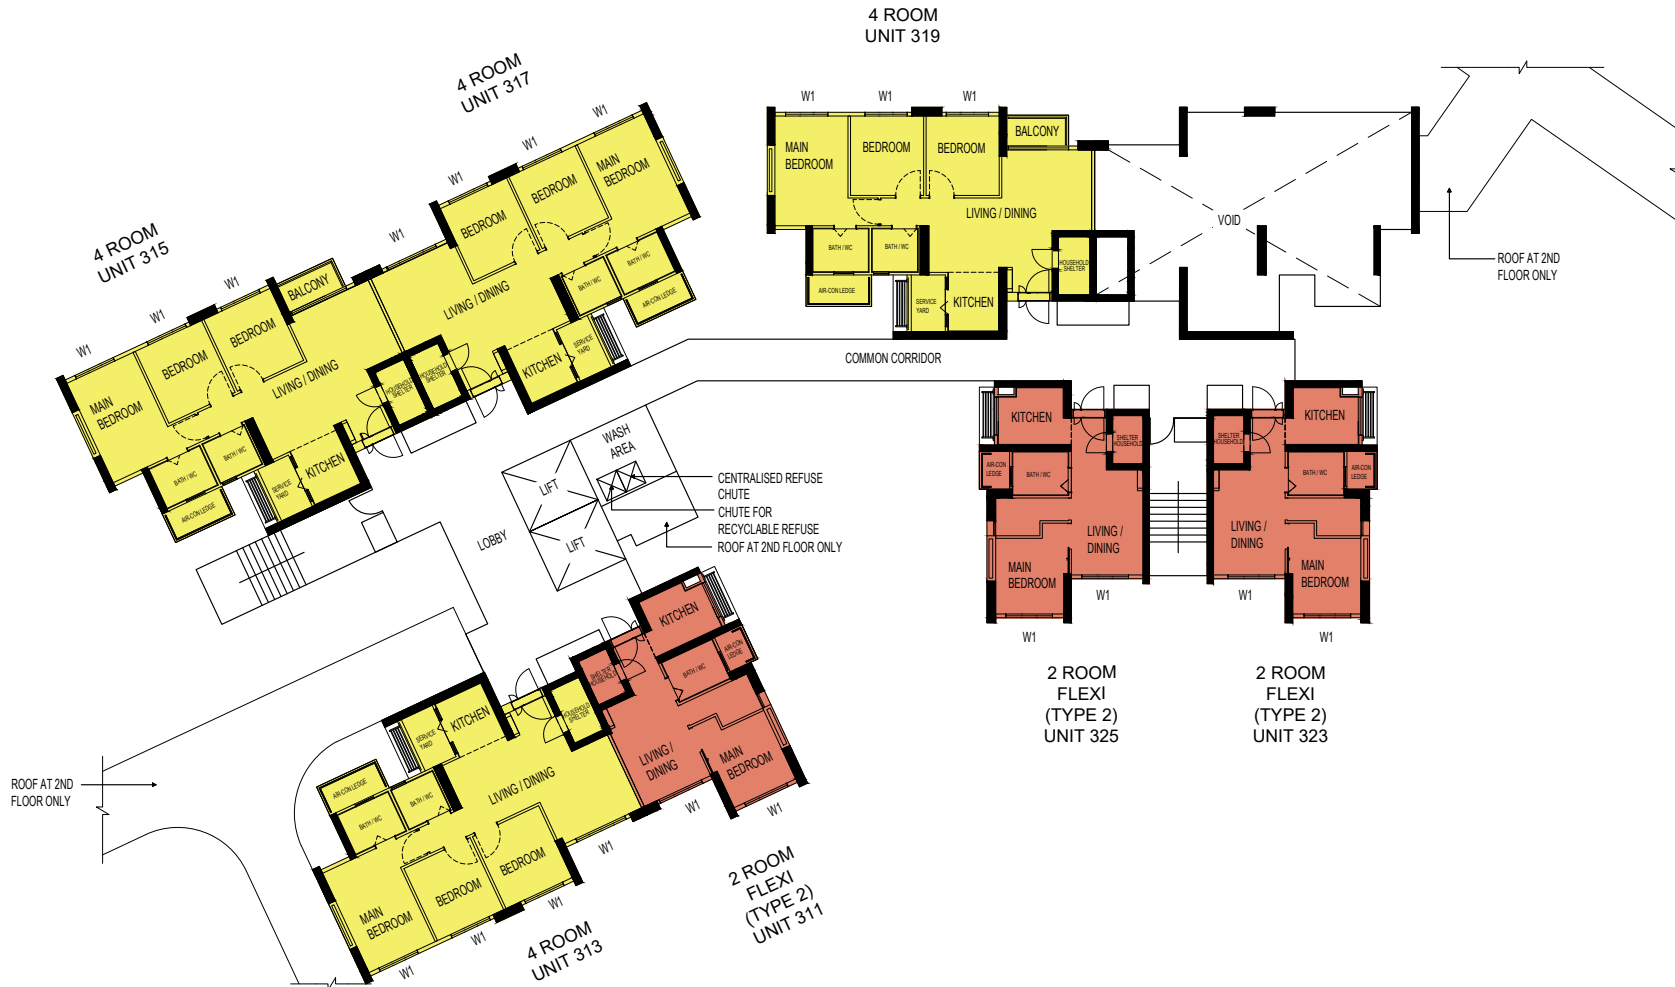 4 ROOM
UNIT 319
4 ROOM
UNIT 317
4 ROOM
UNIT 315
W1
W1
W1
MAIN
BEDROOM
BEDROOM
BEDROOM
BALCONY
LIVING / DINING
BATH / WC
BATH / WC
AIR-CON LEDGE
SERVICE
YARD
KITCHEN
HOUSEHOLD
SHELTER
VOID
ROOF AT 2ND
FLOOR ONLY
W1
W1
W1
W1
MAIN
BEDROOM
BEDROOM
BEDROOM
LIVING / DINING
BATH / WC
BATH / WC
AIR-CON LEDGE
SERVICE
YARD
KITCHEN
HOUSEHOLD
SHELTER
W1
W1
W1
BALCONY
BEDROOM
BEDROOM
MAIN
BEDROOM
LIVING / DINING
HOUSEHOLD
SHELTER
BATH / WC
BATH / WC
AIR-CON LEDGE
SERVICE
YARD
KITCHEN
COMMON CORRIDOR
WASH
AREA
LIFT
LIFT
LOBBY
CENTRALISED REFUSE
CHUTE
CHUTE FOR
RECYCLABLE REFUSE
ROOF AT 2ND FLOOR ONLY
KITCHEN
SHELTER
HOUSEHOLD
AIR-CON
LEDGE
BATH / WC
LIVING /
DINING
MAIN
BEDROOM
W1
W1
2 ROOM
FLEXI
(TYPE 2)
UNIT 325
KITCHEN
SHELTER
HOUSEHOLD
BATH / WC
AIR-CON
LEDGE
LIVING /
DINING
MAIN
BEDROOM
W1
W1
2 ROOM
FLEXI
(TYPE 2)
UNIT 323
KITCHEN
SHELTER
HOUSEHOLD
BATH / WC
AIR-CON
LEDGE
LIVING /
DINING
MAIN
BEDROOM
W1
W1
2 ROOM
FLEXI
(TYPE 2)
UNIT 311
KITCHEN
SERVICE
YARD
HOUSEHOLD
SHELTER
AIR-CON LEDGE
BATH / WC
BATH / WC
LIVING / DINING
BEDROOM
BEDROOM
MAIN
BEDROOM
W1
W1
W1
W1
4 ROOM
UNIT 313
ROOF AT 2ND
FLOOR ONLY